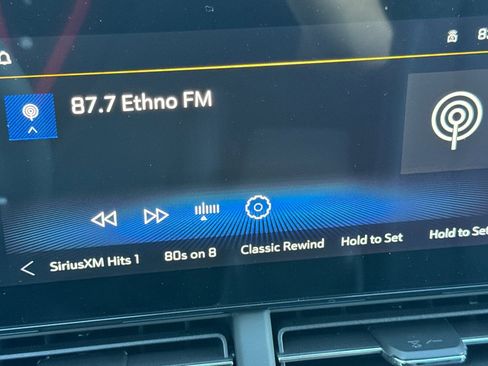 87.7 Ethno FM
SiriusXM Hits 1 80s on 8 Classic Rewind Hold to Set Hold to Set